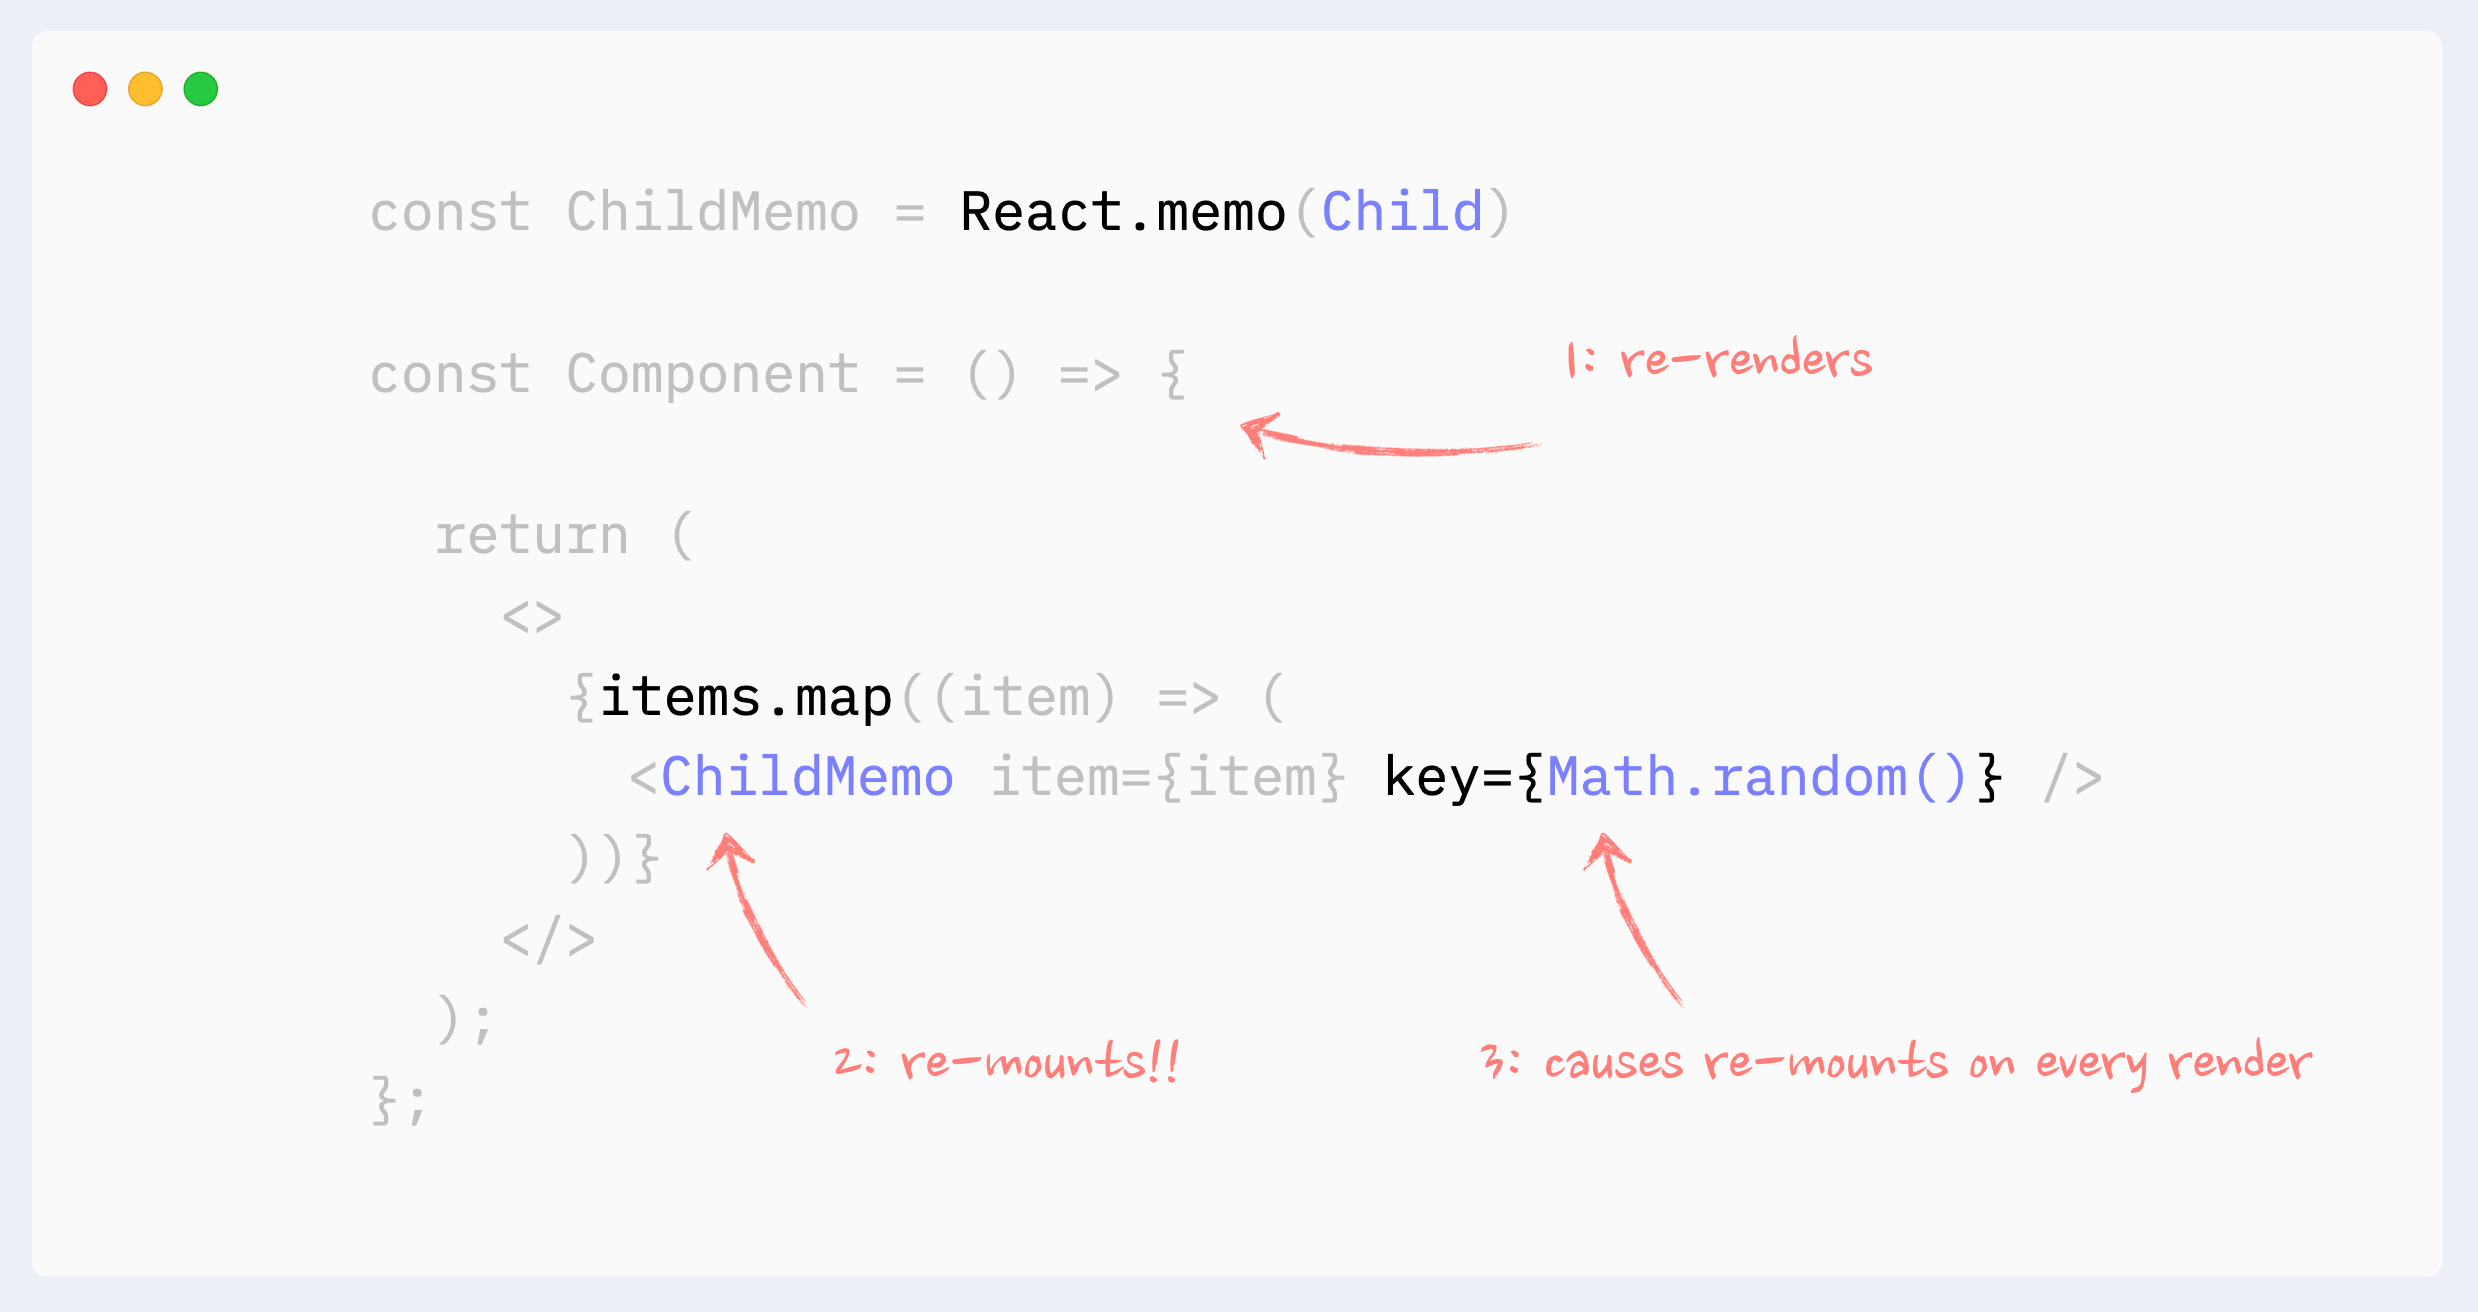 const ChildMemo = React.memo(Child)
const Component = () => {
1: re-renders
return (
<>
{items.map((item) => (
<ChildMemo item={item} key={Math.random()} />
))}
</>
);
2: re-mounts!!
3: causes re-mounts on every render
};